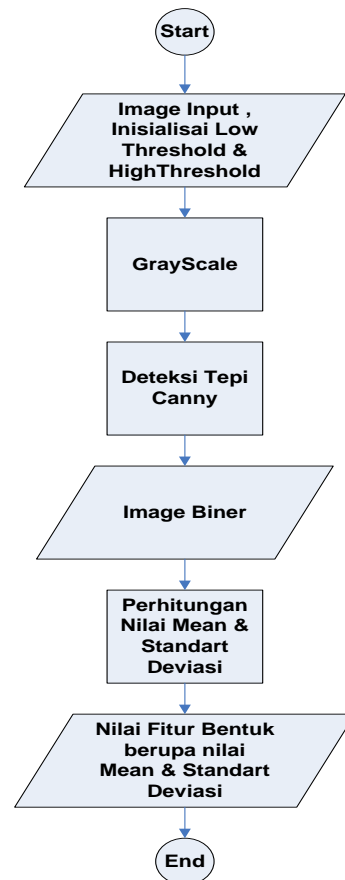 Start
Image Input ,
Inisialisai Low
Threshold &
HighThreshold
GrayScale
Deteksi Tepi
Canny
Image Biner
Perhitungan
Nilai Mean &
Standart
Deviasi
Nilai Fitur Bentuk
berupa nilai
Mean & Standart
Deviasi
End